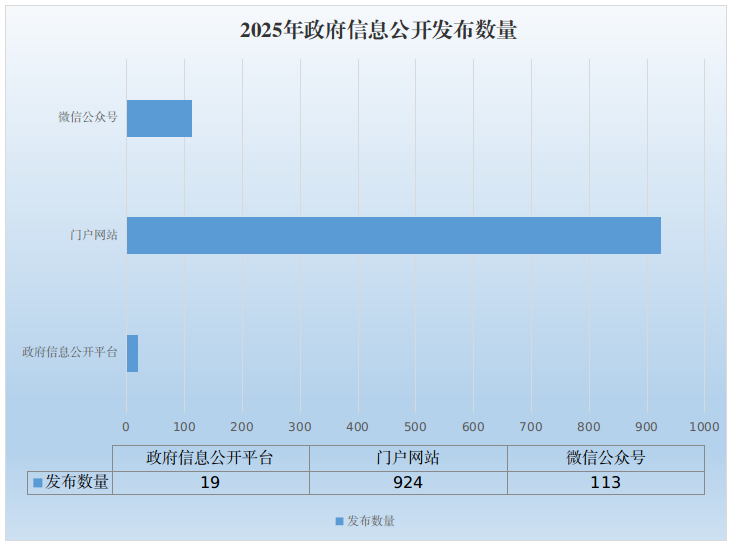 2025年政府信息公开发布数量
微信公众号
门户网站
政府信息公开平台
0 100 200 300 400 500 600 700 800 900 1000
政府信息公开平台 门户网站 微信公众号
发布数量 19 924 113
发布数量